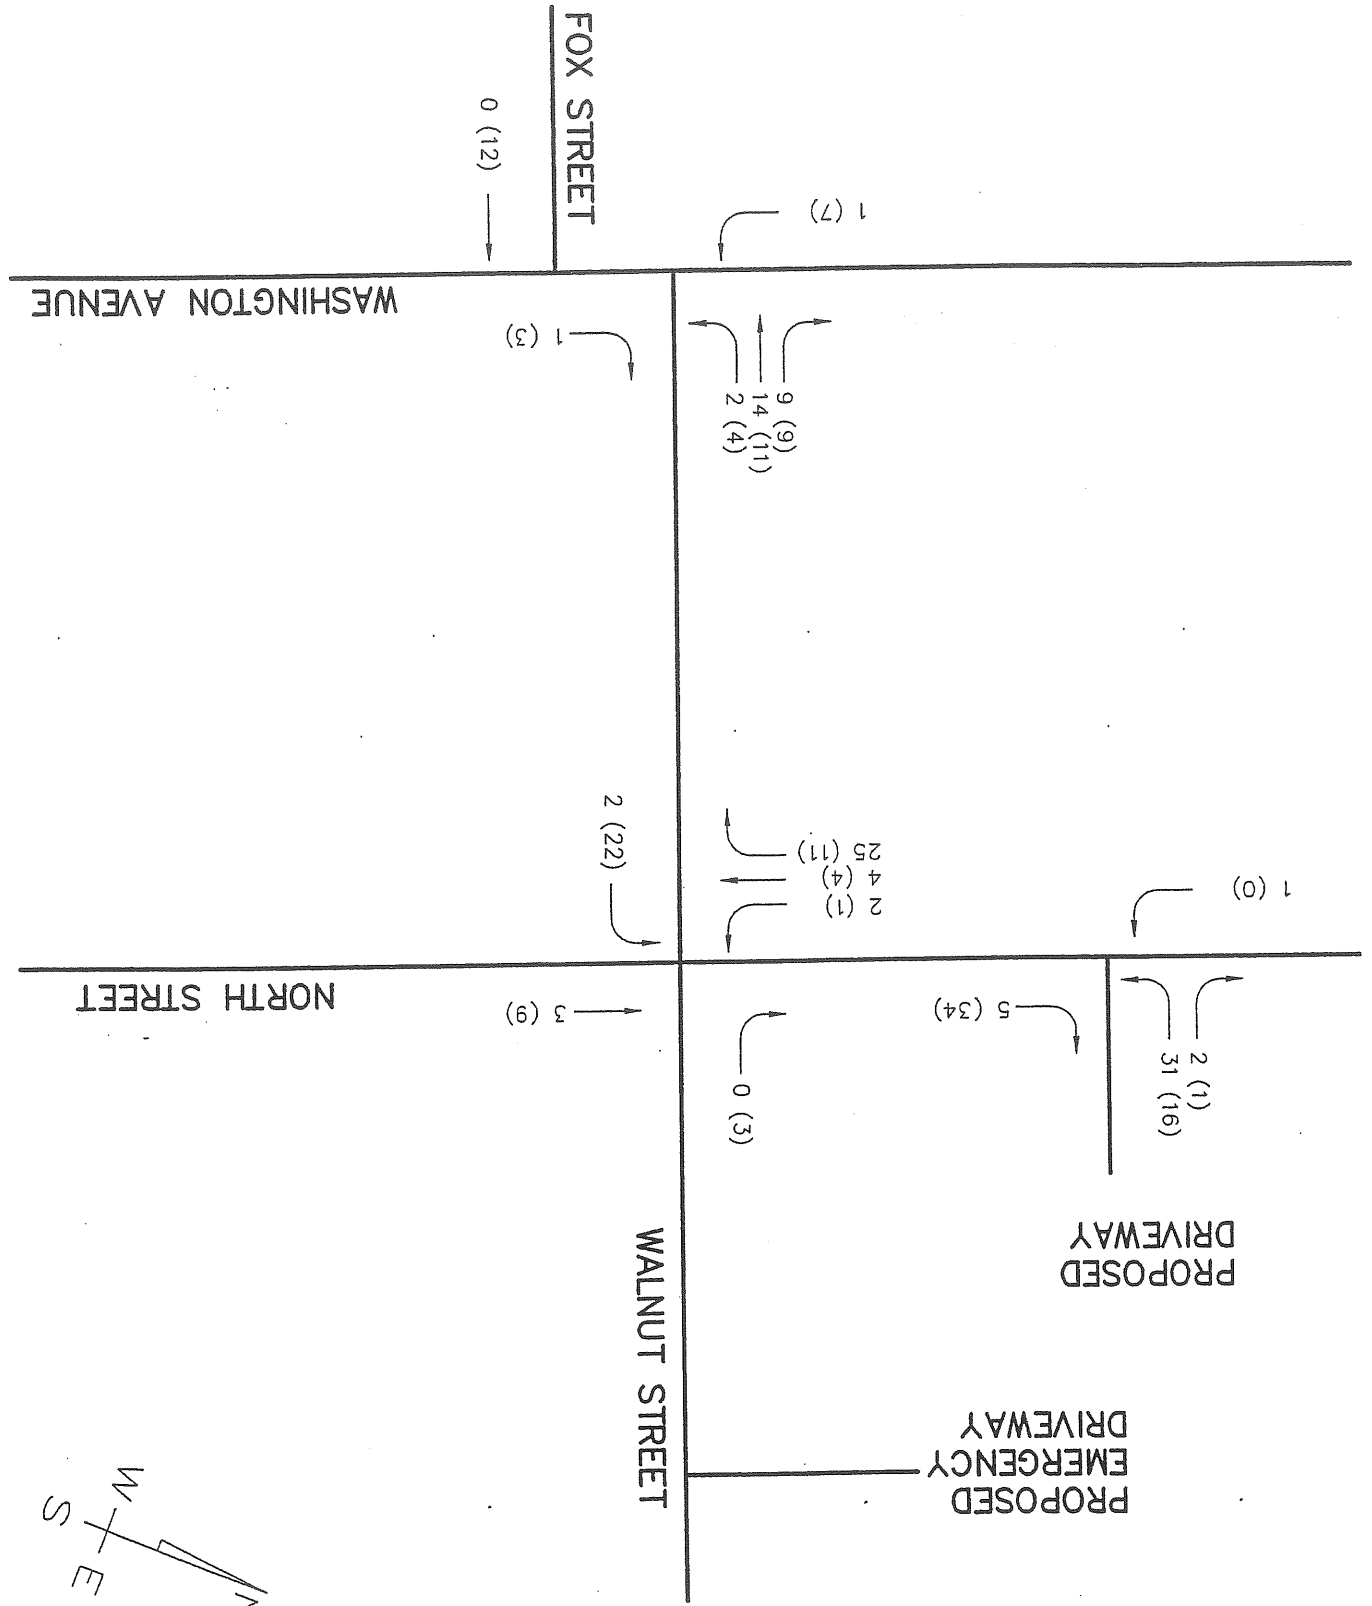 FOX STREET
0 (12)
1 (7)
WASHINGTON AVENUE
1 (3)
9 (9)
14 (11)
2 (4)
2 (22)
25 (11)
4 (4)
2 (1)
1 (0)
NORTH STREET
3 (9)
0 (3)
5 (34)
2 (1)
31 (16)
PROPOSED
DRIVEWAY
WALNUT STREET
PROPOSED
EMERGENCY
DRIVEWAY
W
S
E